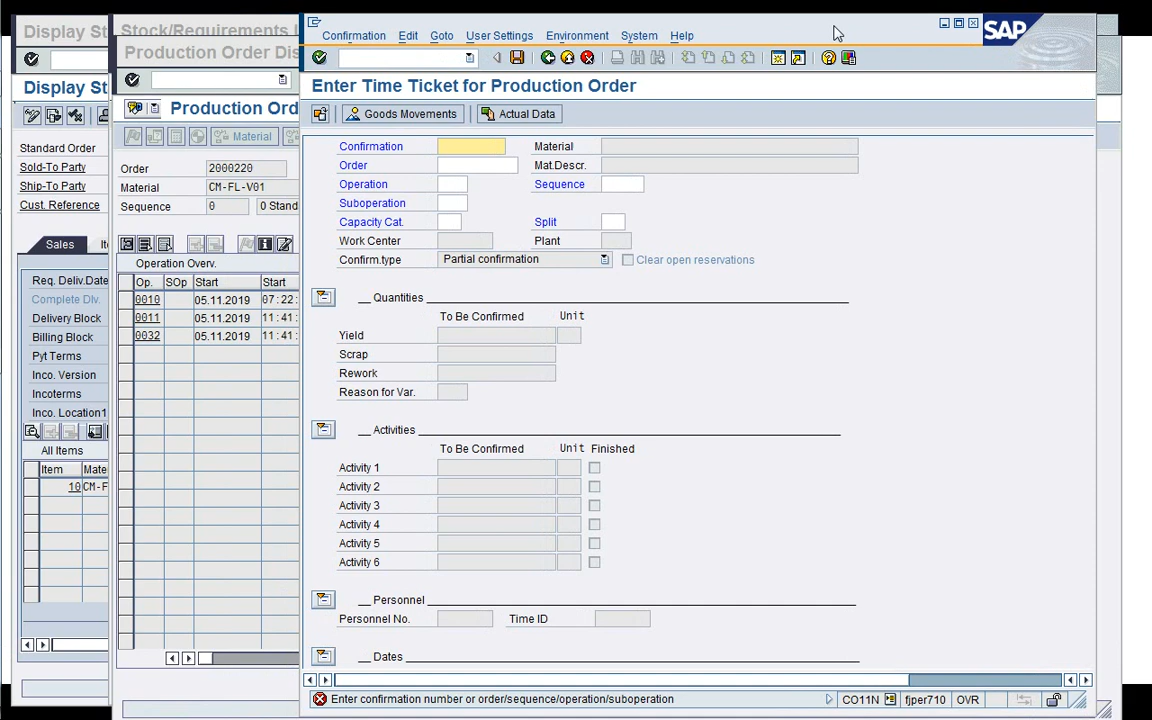 Display St
Stock/Requirements L
Production Order Dis
Display St
Production Ord
Material
Standard Order
Sold-To Party
Ship-To Party
Cust. Reference
Order 2000220
Material CM-FL-V01
Sequence 0 0 Stand
Sales It
Req. Deliv.Date
Complete Dlv.
Delivery Block
Billing Block
Pyt Terms
Inco. Version
Incoterms
Inco. Location1
All Items
Item Mate
10 CM-F
Operation Overv.
Op. SOp Start Start
0010 05.11.2019 07:22:
0011 05.11.2019 11:41:
0032 05.11.2019 11:41:
Confirmation Edit Goto User Settings Environment System Help
SAP
Enter Time Ticket for Production Order
Goods Movements Actual Data
Confirmation Material
Order Mat.Descr.
Operation Sequence
Suboperation
Capacity Cat. Split
Work Center Plant
Confirm.type Partial confirmation Clear open reservations
Quantities
To Be Confirmed Unit
Yield
Scrap
Rework
Reason for Var.
Activities
To Be Confirmed Unit Finished
Activity 1
Activity 2
Activity 3
Activity 4
Activity 5
Activity 6
Personnel
Personnel No. Time ID
Dates
Enter confirmation number or order/sequence/operation/suboperation CO11N fjper710 OVR